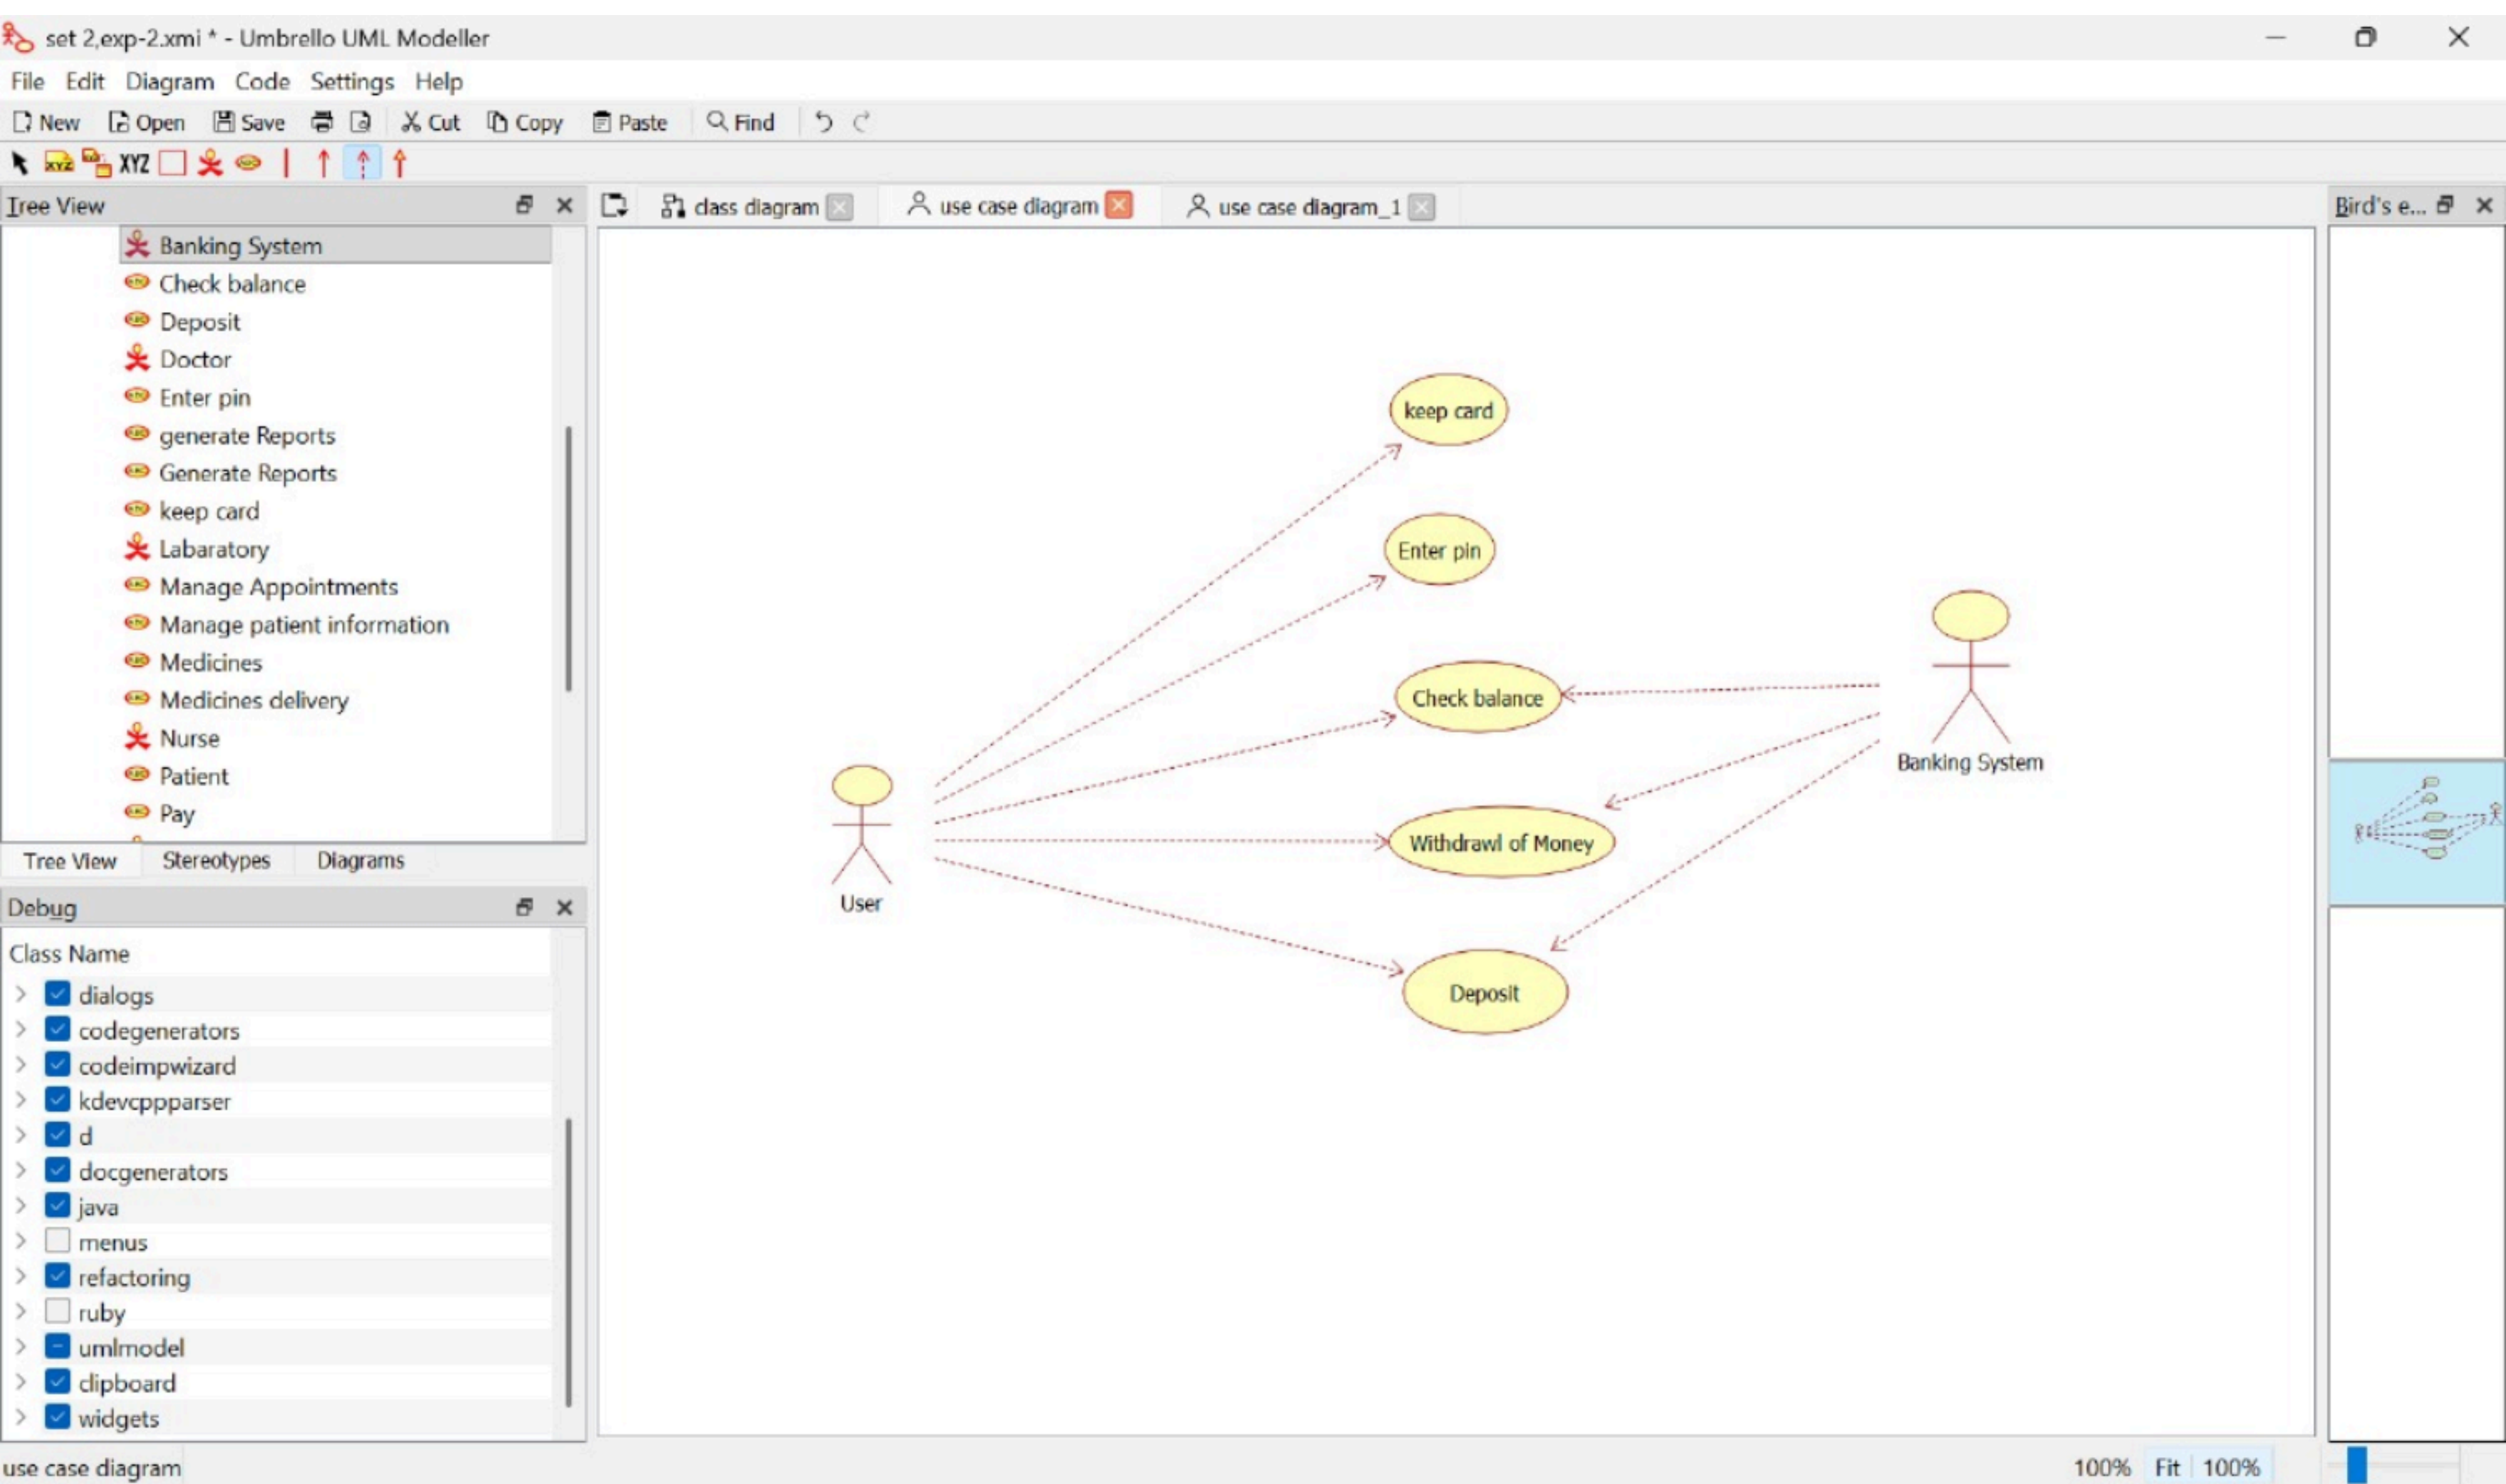 set 2,exp-2.xmi * - Umbrello UML Modeller
File Edit Diagram Code Settings Help
New Open Save Cut Copy Paste Find
XYZ XYZ
Tree View
class diagram use case diagram use case diagram_1
Bird's e...
Banking System
Check balance
Deposit
Doctor
Enter pin
generate Reports
Generate Reports
keep card
Labaratory
Manage Appointments
Manage patient information
Medicines
Medicines delivery
Nurse
Patient
Pay
Tree View Stereotypes Diagrams
Debug
Class Name
dialogs
codegenerators
codeimpwizard
kdevcppparser
d
docgenerators
java
menus
refactoring
ruby
umlmodel
clipboard
widgets
keep card
Enter pin
Check balance
Banking System
Withdrawl of Money
User
Deposit
use case diagram
100% Fit 100%